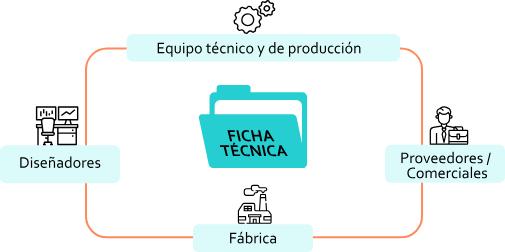 Equipo técnico y de producción
FICHA
TÉCNICA
Diseñadores
Proveedores /
Comerciales
Fábrica